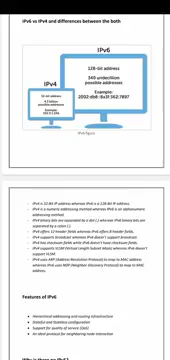 IPv6 vs IPv4 and differences between the both
IPv6
128-bit address
340 undecillion
possible addresses
Example:
2002:db8::8a3f:362:7897
IPv4
32-bit address
4.3 billion
possible addresses
Example:
192.0.2.246
IPv6 figure
• IPv4 is 32-Bit IP address whereas IPv6 is a 128-Bit IP address.
• IPv4 is a numeric addressing method whereas IPv6 is an alphanumeric
addressing method.
• IPv4 binary bits are separated by a dot (.) whereas IPv6 binary bits are
separated by a colon (:).
• IPv4 offers 12 header fields whereas IPv6 offers 8 header fields.
• IPv4 supports broadcast whereas IPv6 doesn't support broadcast.
• IPv4 has checksum fields while IPv6 doesn't have checksum fields.
• IPv4 supports VLSM (Virtual Length Subnet Mask) whereas IPv6 doesn't
support VLSM.
• IPv4 uses ARP (Address Resolution Protocol) to map to MAC address
whereas IPv6 uses NDP (Neighbor Discovery Protocol) to map to MAC
address.
Features of IPv6
• Hierarchical addressing and routing infrastructure
• Stateful and Stateless configuration
• Support for quality of service (QoS)
• An ideal protocol for neighboring node interaction